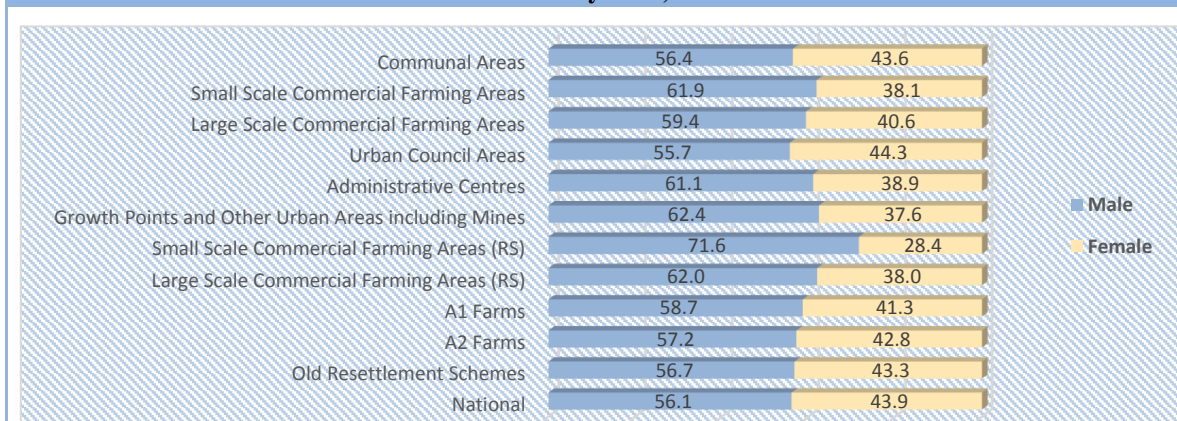 Communal Areas 56.4 43.6
Small Scale Commercial Farming Areas 61.9 38.1
Large Scale Commercial Farming Areas 59.4 40.6
Urban Council Areas 55.7 44.3
Administrative Centres 61.1 38.9
Growth Points and Other Urban Areas including Mines 62.4 37.6
Small Scale Commercial Farming Areas (RS) 71.6 28.4
Large Scale Commercial Farming Areas (RS) 62.0 38.0
A1 Farms 58.7 41.3
A2 Farms 57.2 42.8
Old Resettlement Schemes 56.7 43.3
National 56.1 43.9
Male
Female